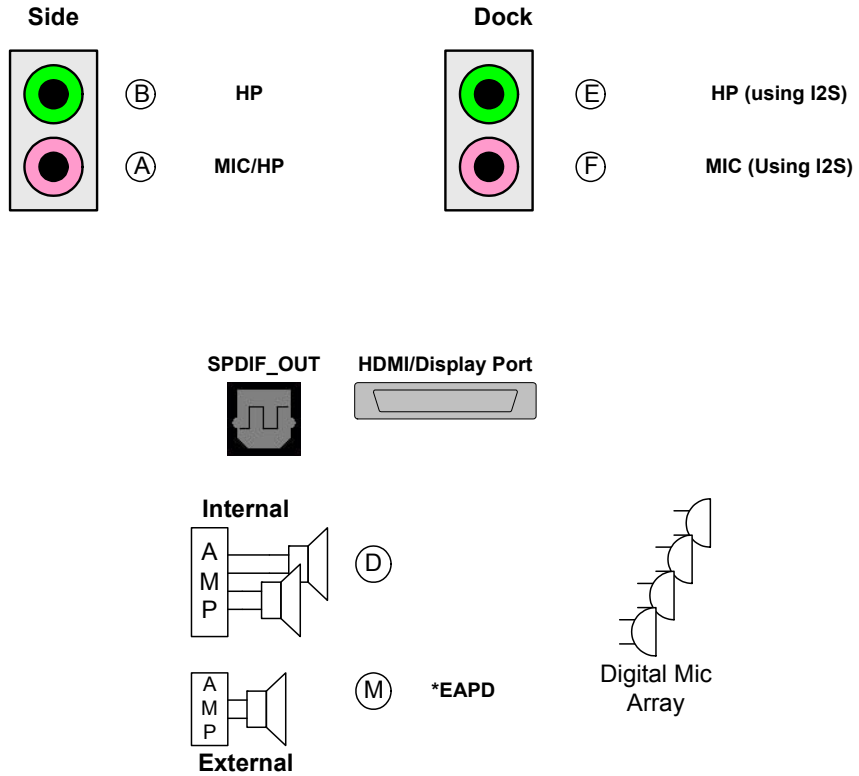 Side
Dock
B
HP
E
HP (using I2S)
A
MIC/HP
F
MIC (Using I2S)
SPDIF_OUT
HDMI/Display Port
Internal
A
M
P
D
A
M
P
M
*EAPD
External
Digital Mic
Array